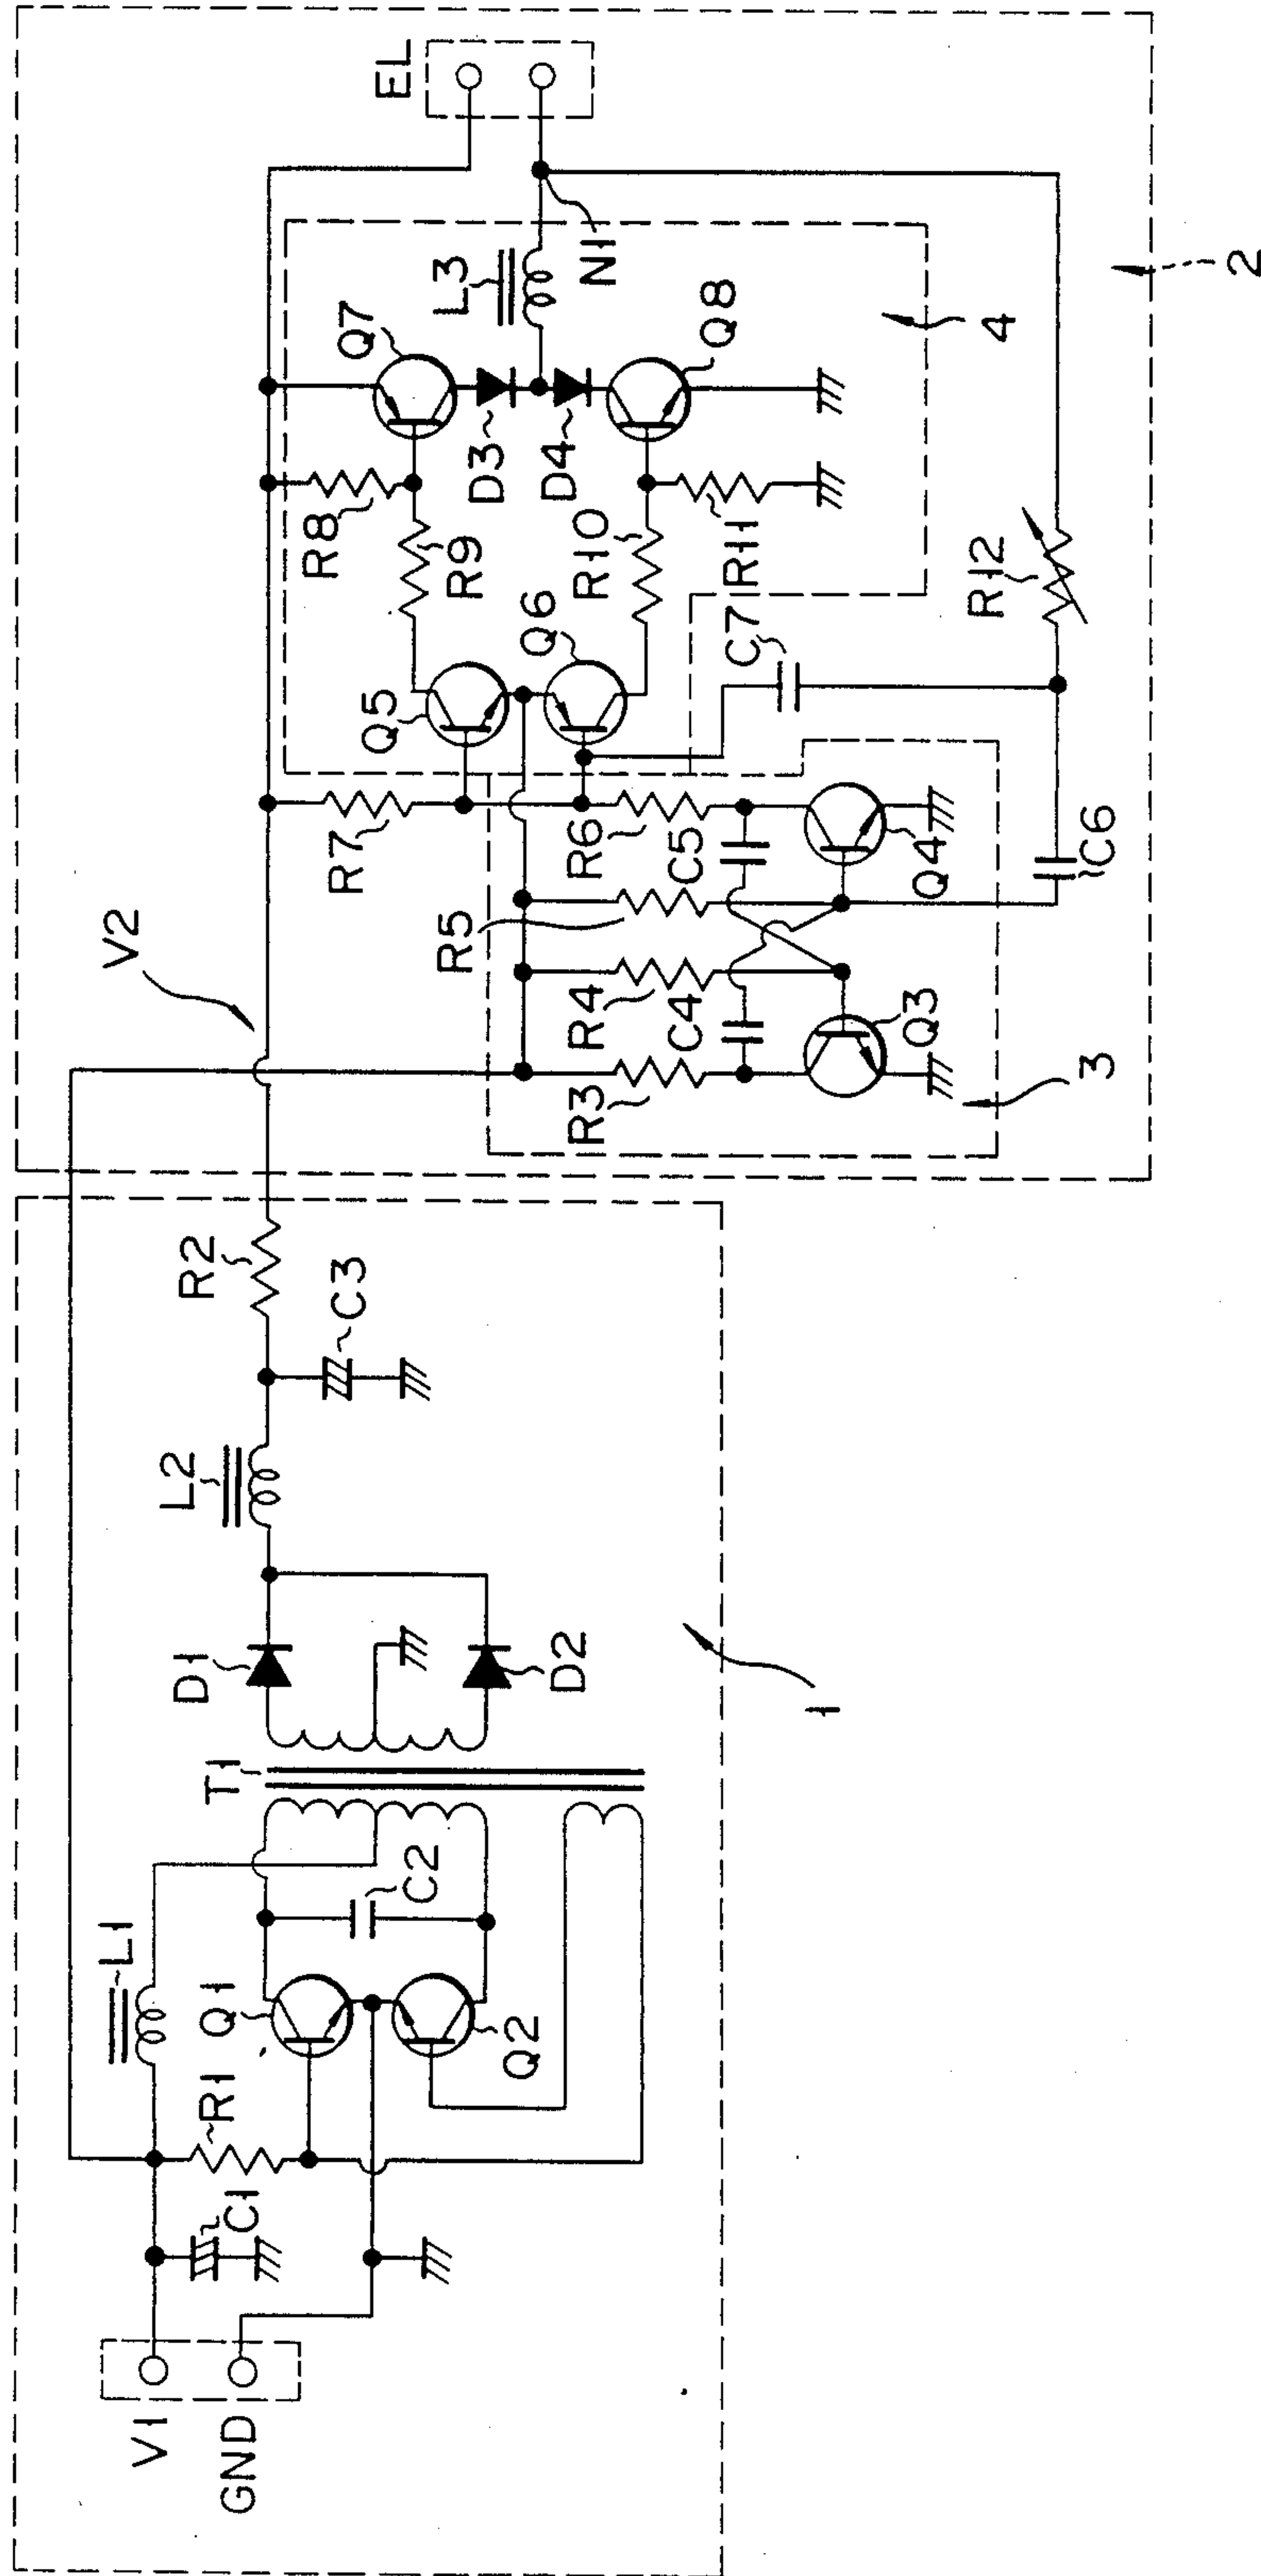 V1
GND
C1
R1
L1
Q1
Q2
C2
T1
D1
D2
L2
C3
R2
1
V2
R3
R4
R5
C4
C5
R6
R7
Q3
Q4
3
C6
C7
R12
Q5
Q6
R8
R9
R10
R11
Q7
Q8
D3
D4
L3
N1
4
EL
2